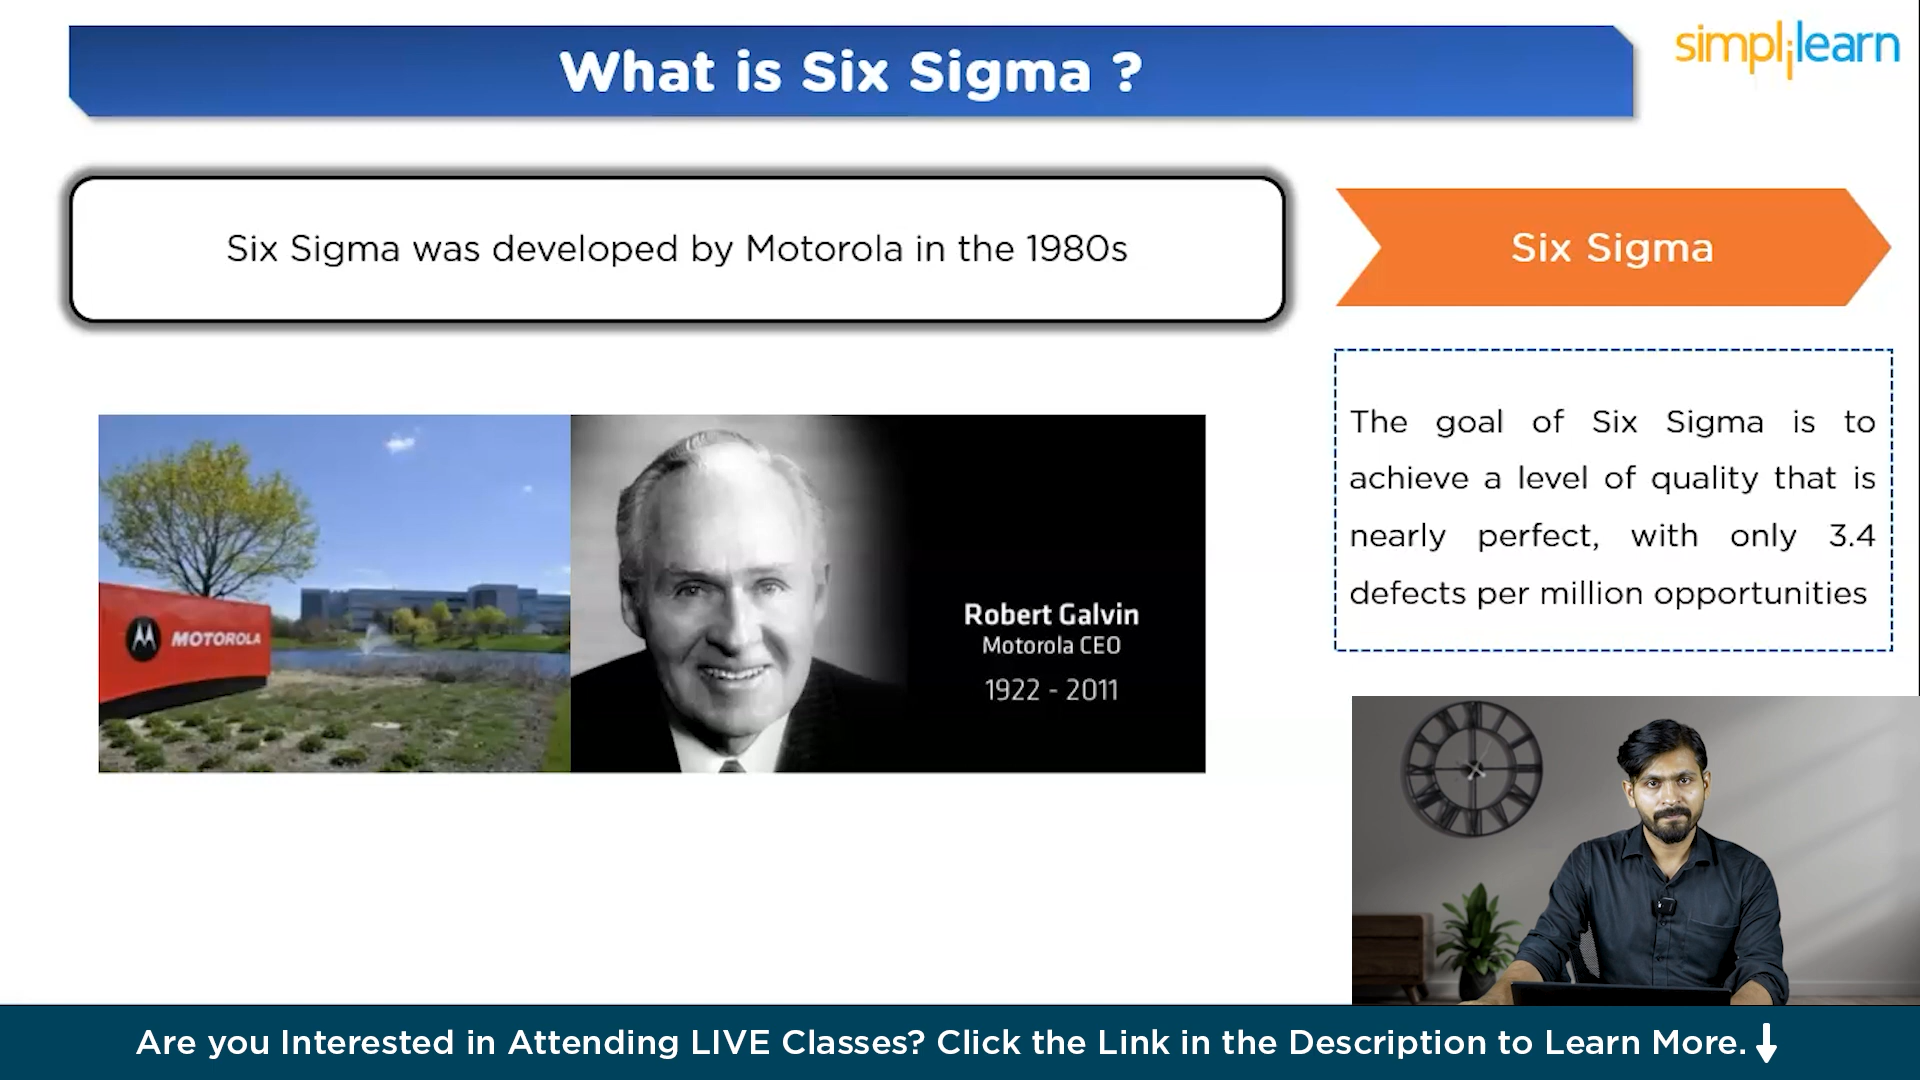 What is Six Sigma ?
simplilearn
Six Sigma was developed by Motorola in the 1980s
Six Sigma
The goal of Six Sigma is to
achieve a level of quality that is
nearly perfect, with only 3.4
defects per million opportunities
MOTOROLA
Robert Galvin
Motorola CEO
1922 - 2011
Are you Interested in Attending LIVE Classes? Click the Link in the Description to Learn More.